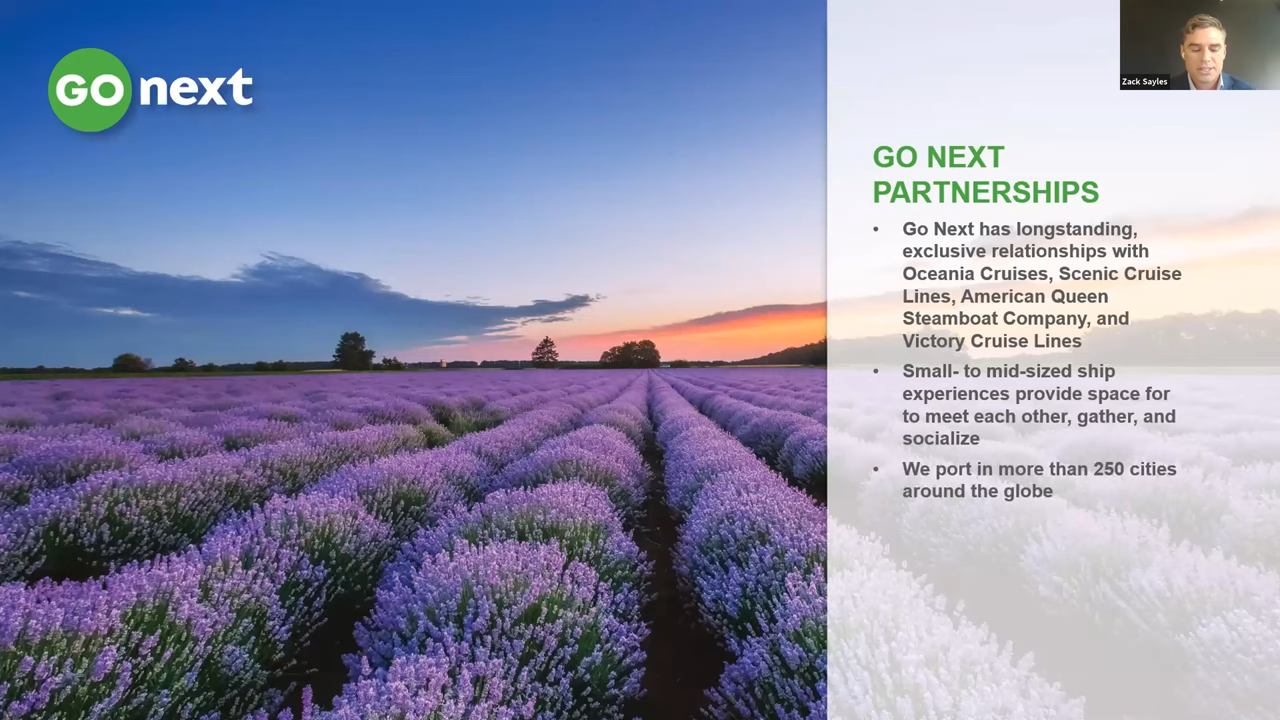 GO next
Zack Sayles
GO NEXT
PARTNERSHIPS
• Go Next has longstanding,
exclusive relationships with
Oceania Cruises, Scenic Cruise
Lines, American Queen
Steamboat Company, and
Victory Cruise Lines
• Small- to mid-sized ship
experiences provide space for
to meet each other, gather, and
socialize
• We port in more than 250 cities
around the globe